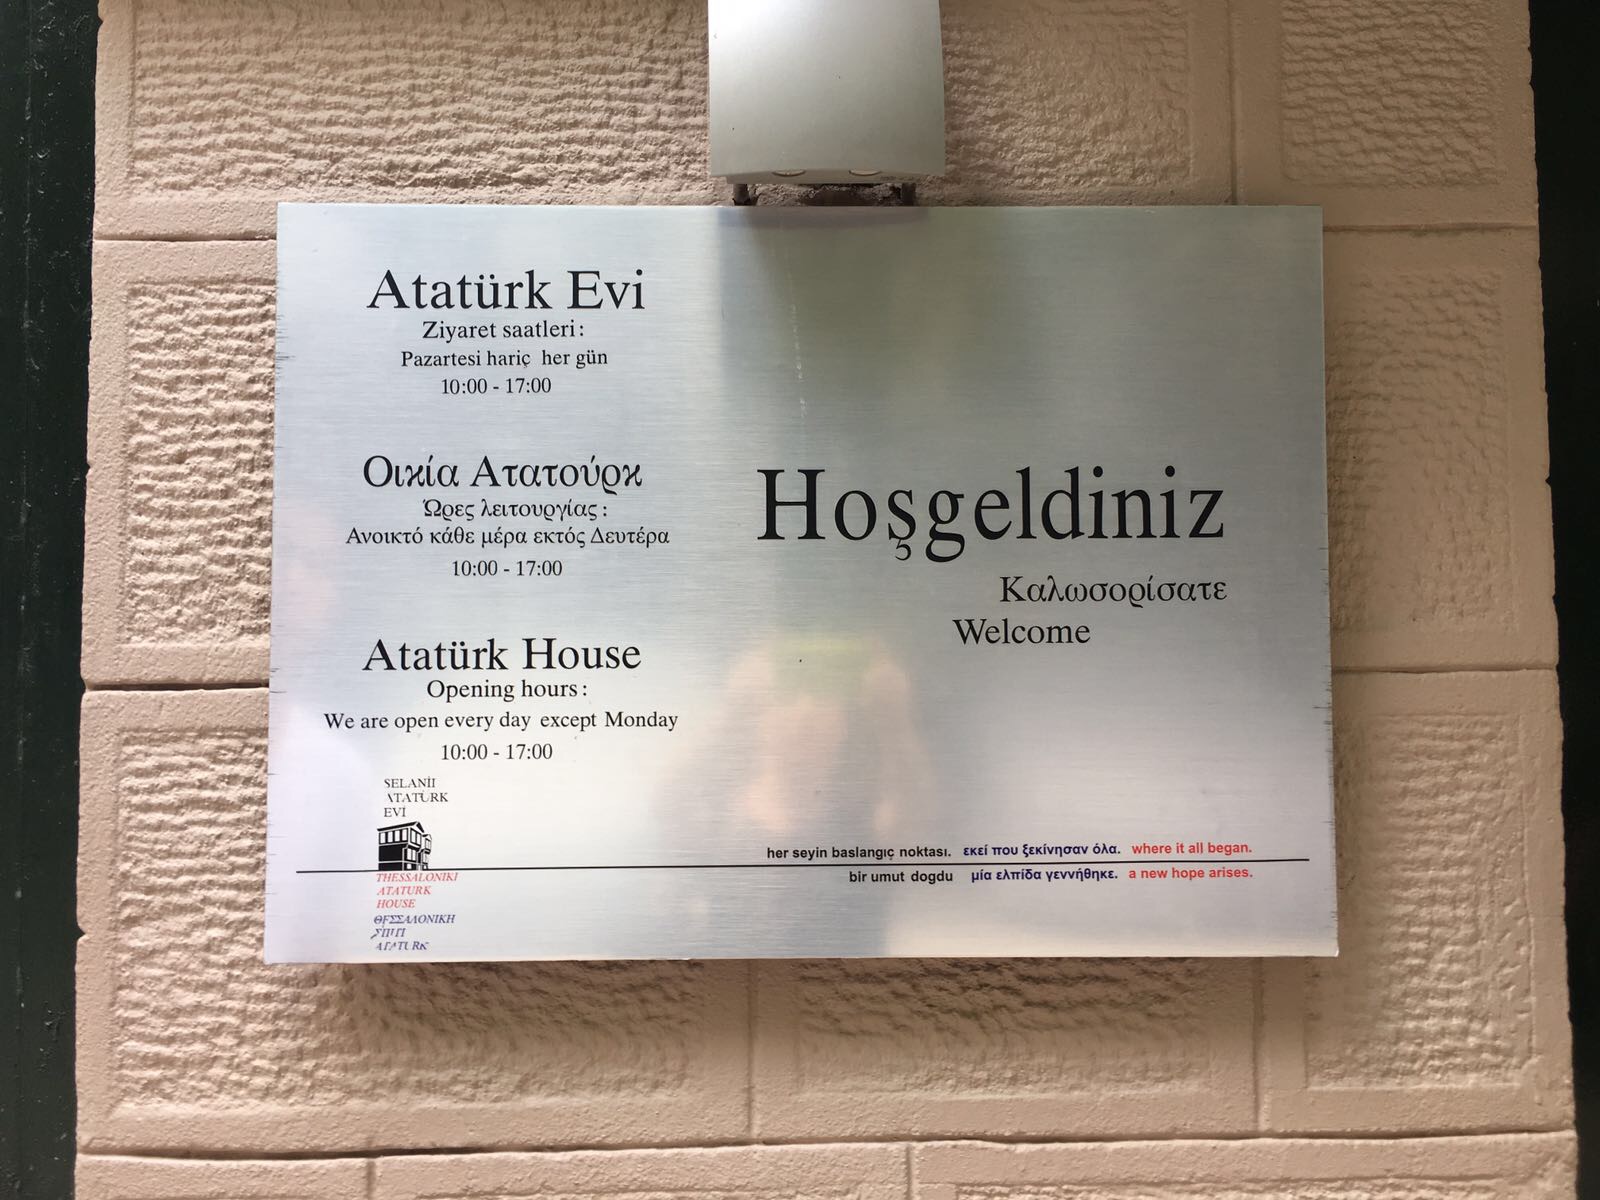 Atatürk Evi
Ziyaret saatleri:
Pazartesi hariç her gün
10:00 - 17:00
Οικία Ατατούρκ
Ώρες λειτουργίας:
Ανοικτό κάθε μέρα εκτός Δευτέρα
10:00 - 17:00
Atatürk House
Opening hours:
We are open every day except Monday
10:00 - 17:00
Hoşgeldiniz
Καλωσορίσατε
Welcome
ATATÜRK
EVI
THESSALONIKI
ATATURK
HOUSE
ΘΕΣΣΑΛΟΝΙΚΗ
ΣΠΙΤΙ
ATATURK
her seyin baslangıç noktası. εκεί που ξεκίνησαν όλα. where it all began.
bir umut dogdu μία ελπίδα γεννήθηκε. a new hope arises.